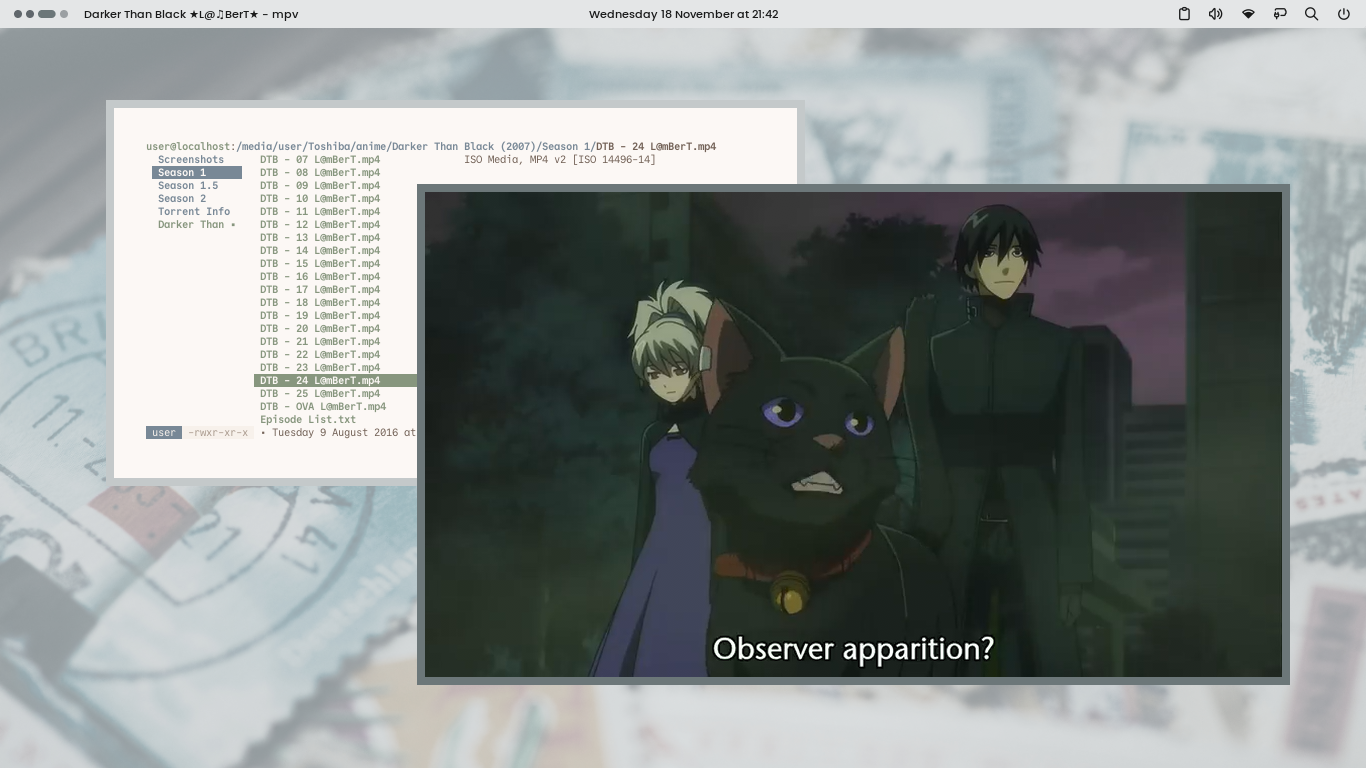 Darker Than Black ★L@♫BerT★ - mpv
Wednesday 18 November at 21:42
user@localhost:/media/user/Toshiba/anime/Darker Than Black (2007)/Season 1/DTB - 24 L@mBerT.mp4
Screenshots DTB - 07 L@mBerT.mp4 ISO Media, MP4 v2 [ISO 14496-14]
Season 1 DTB - 08 L@mBerT.mp4
Season 1.5 DTB - 09 L@mBerT.mp4
Season 2 DTB - 10 L@mBerT.mp4
Torrent Info DTB - 11 L@mBerT.mp4
Darker Than • DTB - 12 L@mBerT.mp4
DTB - 13 L@mBerT.mp4
DTB - 14 L@mBerT.mp4
DTB - 15 L@mBerT.mp4
DTB - 16 L@mBerT.mp4
DTB - 17 L@mBerT.mp4
DTB - 18 L@mBerT.mp4
DTB - 19 L@mBerT.mp4
DTB - 20 L@mBerT.mp4
DTB - 21 L@mBerT.mp4
DTB - 22 L@mBerT.mp4
DTB - 23 L@mBerT.mp4
DTB - 24 L@mBerT.mp4
DTB - 25 L@mBerT.mp4
DTB - OVA L@mBerT.mp4
Episode List.txt
user -rwxr-xr-x • Tuesday 9 August 2016 at
Observer apparition?
BRI
11.
21
ATES